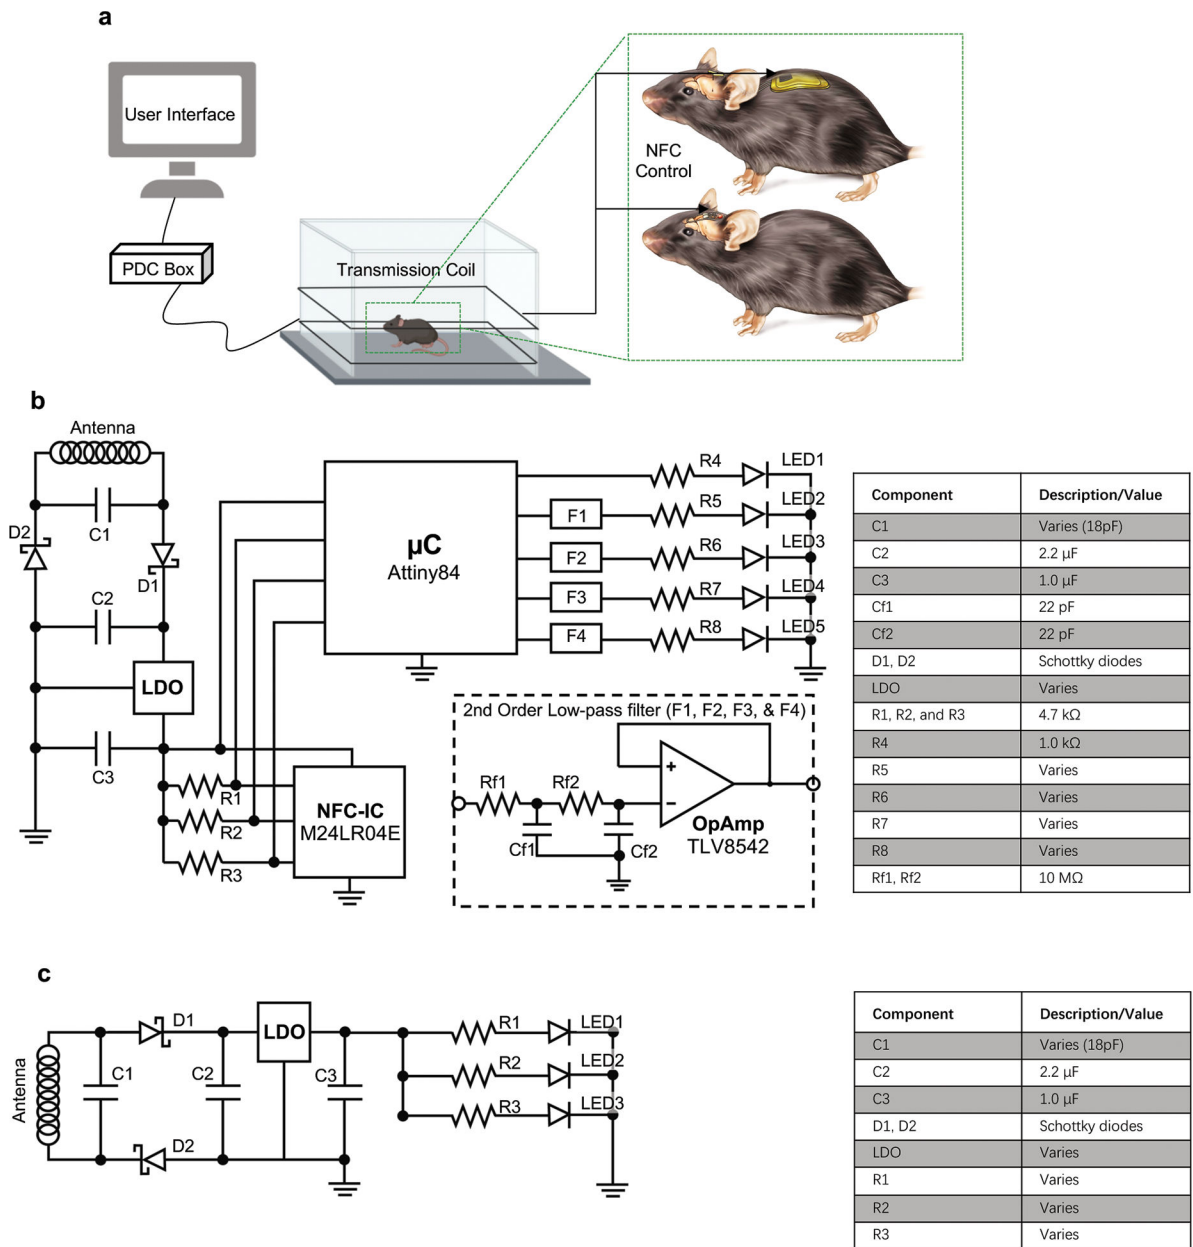 a
User Interface
PDC Box
Transmission Coil
NFC
Control
b
Antenna
C1
D2
D1
C2
LDO
C3
R1
R2
R3
NFC-IC
M24LR04E
µC
Attiny84
F1
F2
F3
F4
R4
R5
R6
R7
R8
LED1
LED2
LED3
LED4
LED5
2nd Order Low-pass filter (F1, F2, F3, & F4)
Rf1
Rf2
Cf1
Cf2
+
−
OpAmp
TLV8542
Component Description/Value
C1 Varies (18pF)
C2 2.2 µF
C3 1.0 µF
Cf1 22 pF
Cf2 22 pF
D1, D2 Schottky diodes
LDO Varies
R1, R2, and R3 4.7 kΩ
R4 1.0 kΩ
R5 Varies
R6 Varies
R7 Varies
R8 Varies
Rf1, Rf2 10 MΩ
c
Antenna
C1
D1
D2
C2
LDO
C3
R1
R2
R3
LED1
LED2
LED3
Component Description/Value
C1 Varies (18pF)
C2 2.2 µF
C3 1.0 µF
D1, D2 Schottky diodes
LDO Varies
R1 Varies
R2 Varies
R3 Varies